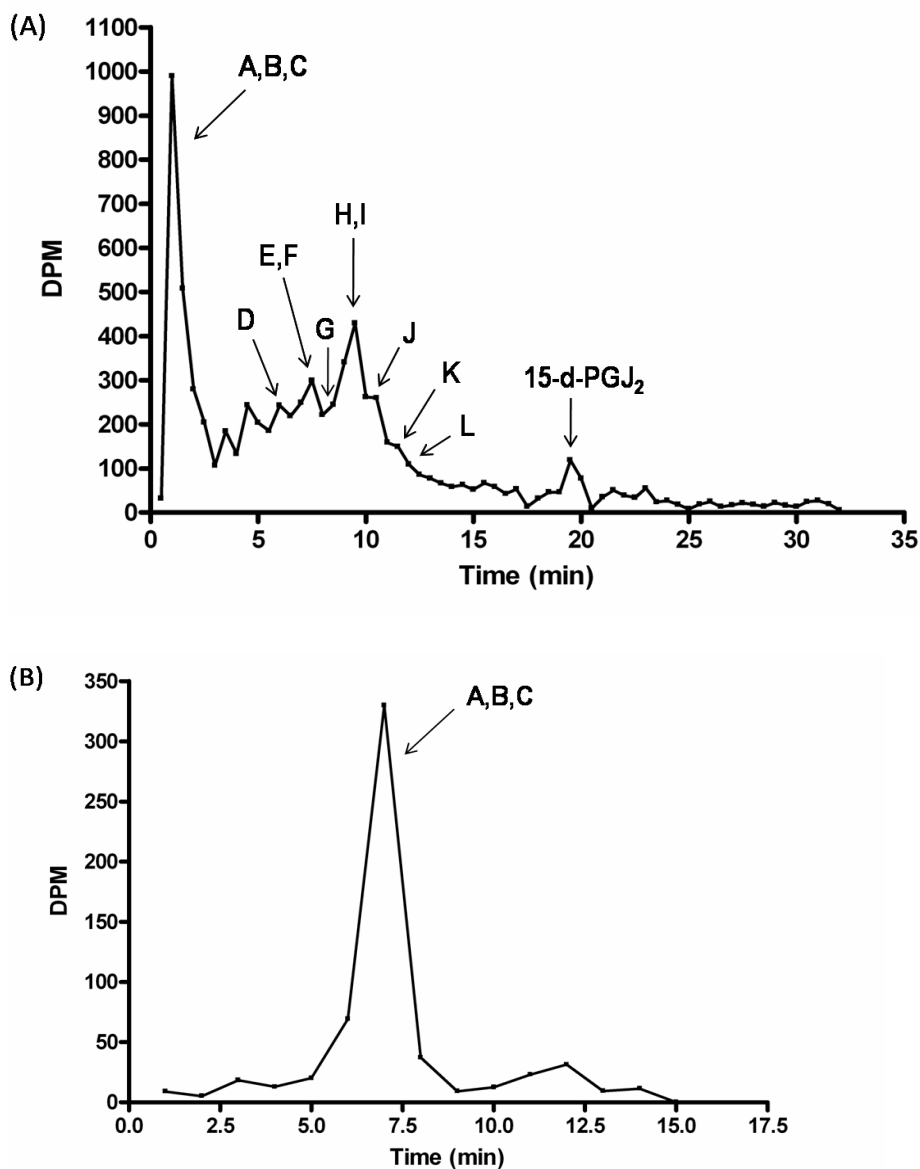 (A)
1100
1000
900
800
700
600
500
400
300
200
100
0
DPM
A,B,C
D
E,F
G
H,I
J
K
L
15-d-PGJ₂
0 5 10 15 20 25 30 35
Time (min)
(B)
350
300
250
200
150
100
50
0
DPM
A,B,C
0.0 2.5 5.0 7.5 10.0 12.5 15.0 17.5
Time (min)